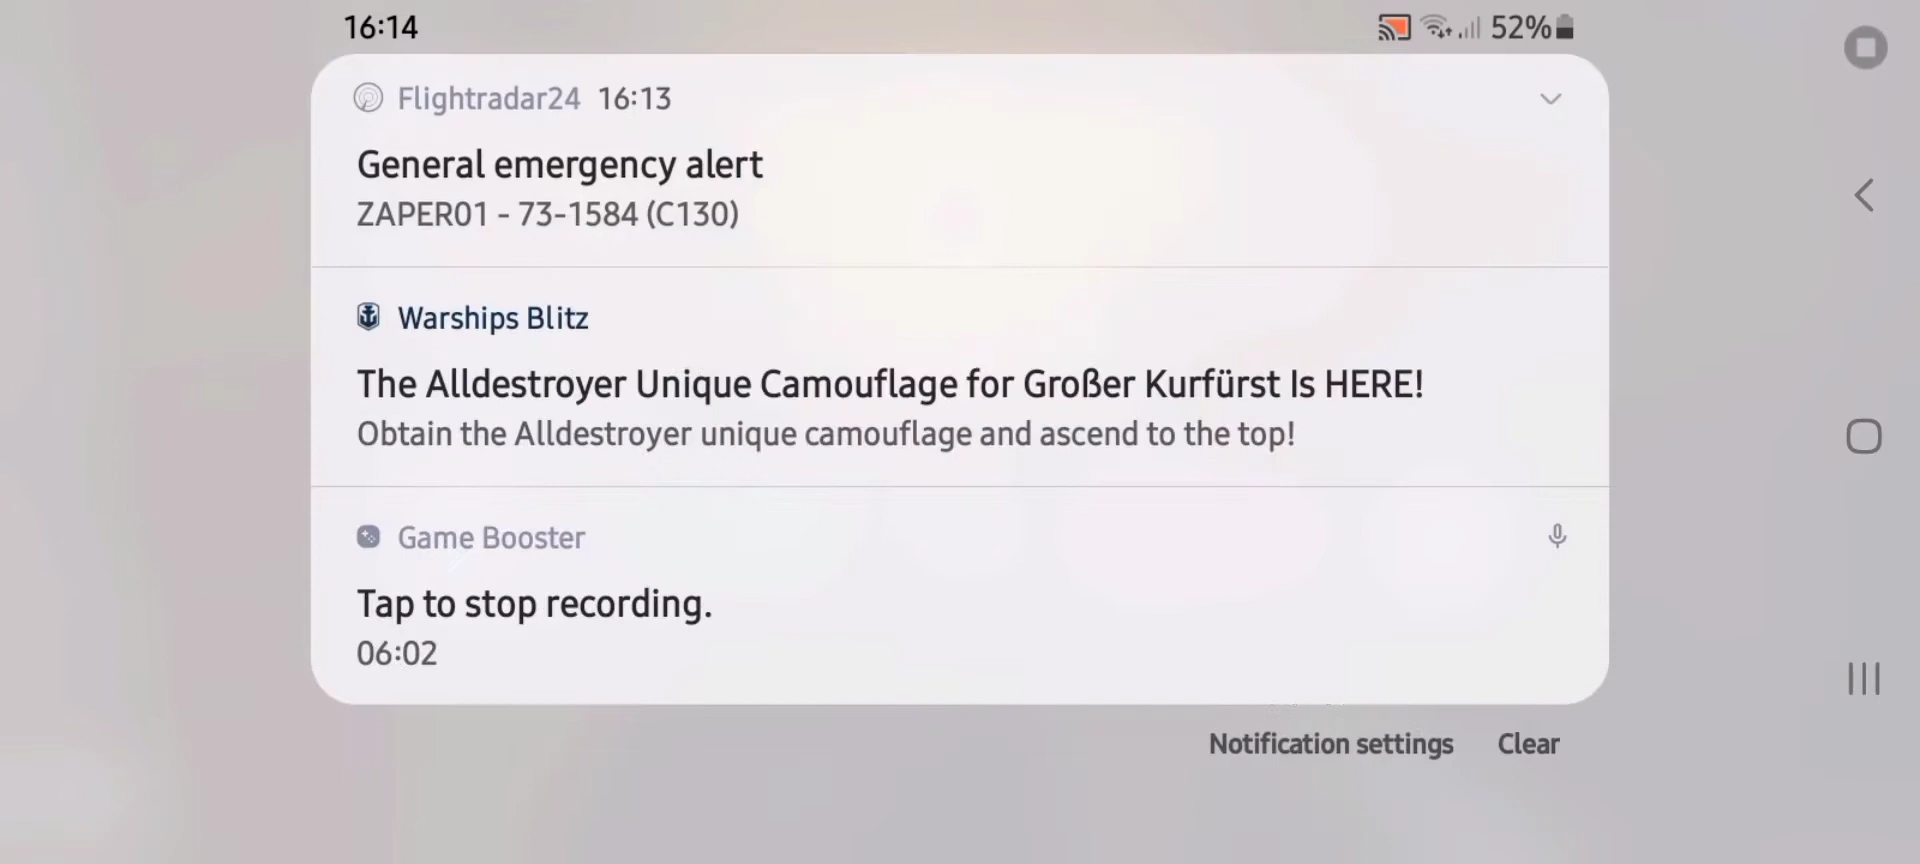 16:14
52%
Flightradar24 16:13
General emergency alert
ZAPER01 - 73-1584 (C130)
Warships Blitz
The Alldestroyer Unique Camouflage for Großer Kurfürst Is HERE!
Obtain the Alldestroyer unique camouflage and ascend to the top!
Game Booster
Tap to stop recording.
06:02
Notification settings Clear